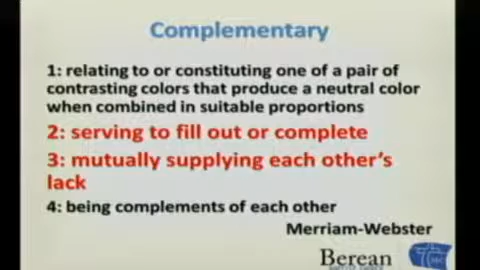 Complementary
1: relating to or constituting one of a pair of
contrasting colors that produce a neutral color
when combined in suitable proportions
2: serving to fill out or complete
3: mutually supplying each other's
lack
4: being complements of each other
Merriam-Webster
Berean